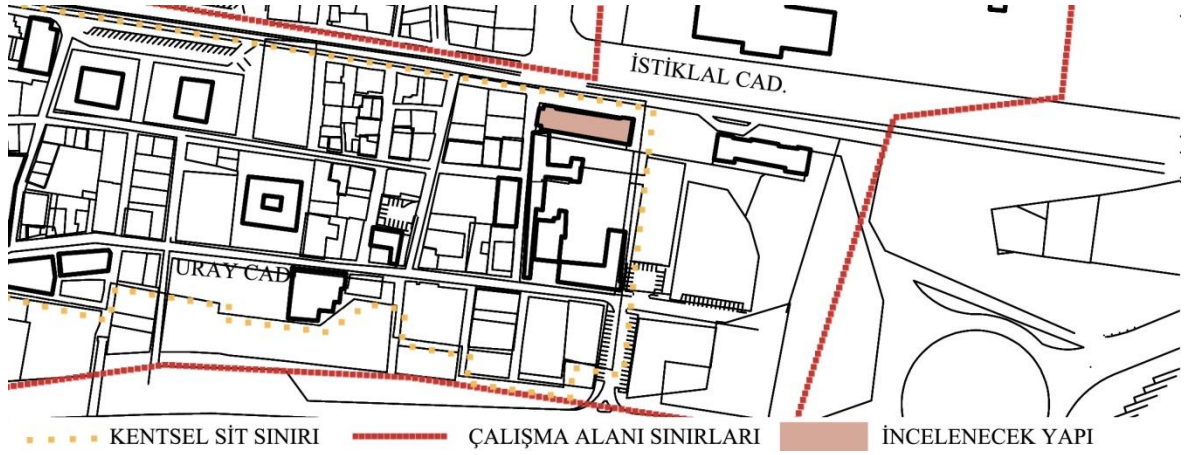 İSTİKLAL CAD.
URAY CAD
KENTSEL SİT SINIRI
ÇALIŞMA ALANI SINIRLARI
İNCELENECEK YAPI